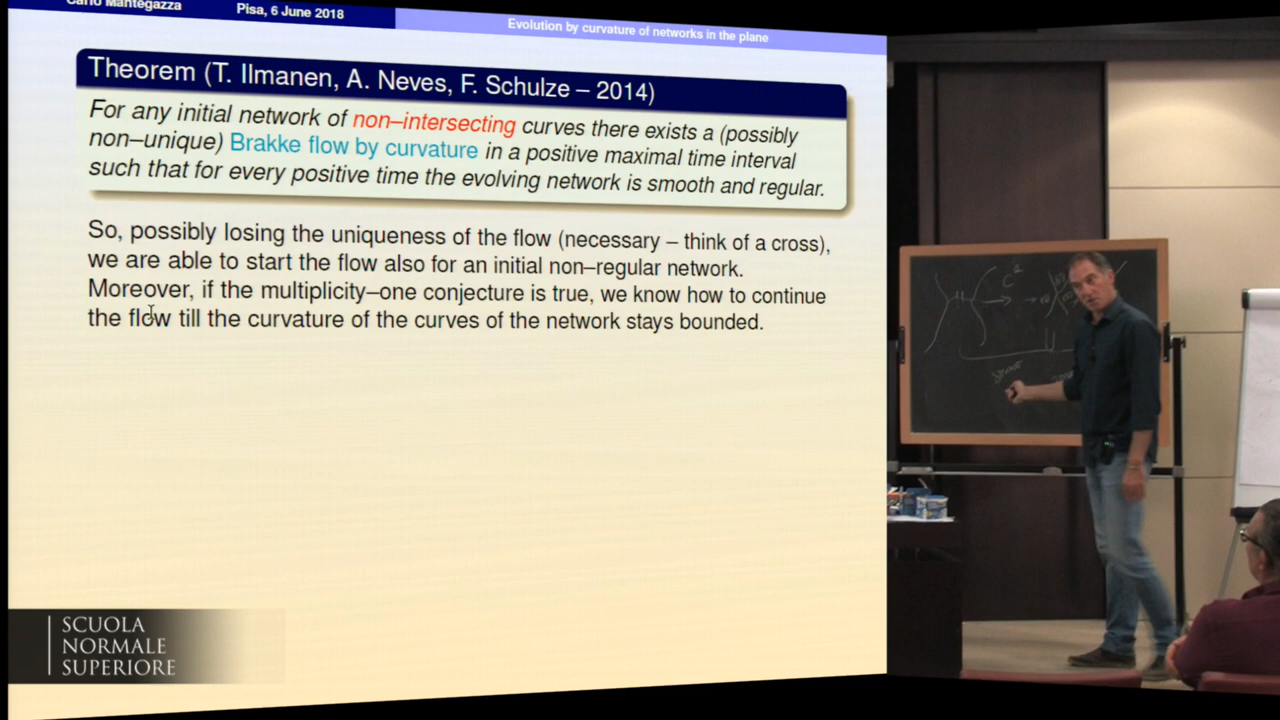 Carlo Mantegazza
Pisa, 6 June 2018
Evolution by curvature of networks in the plane
Theorem (T. Ilmanen, A. Neves, F. Schulze – 2014)
For any initial network of non–intersecting curves there exists a (possibly
non–unique) Brakke flow by curvature in a positive maximal time interval
such that for every positive time the evolving network is smooth and regular.
So, possibly losing the uniqueness of the flow (necessary – think of a cross),
we are able to start the flow also for an initial non–regular network.
Moreover, if the multiplicity–one conjecture is true, we know how to continue
the flow till the curvature of the curves of the network stays bounded.
SCUOLA
NORMALE
SUPERIORE